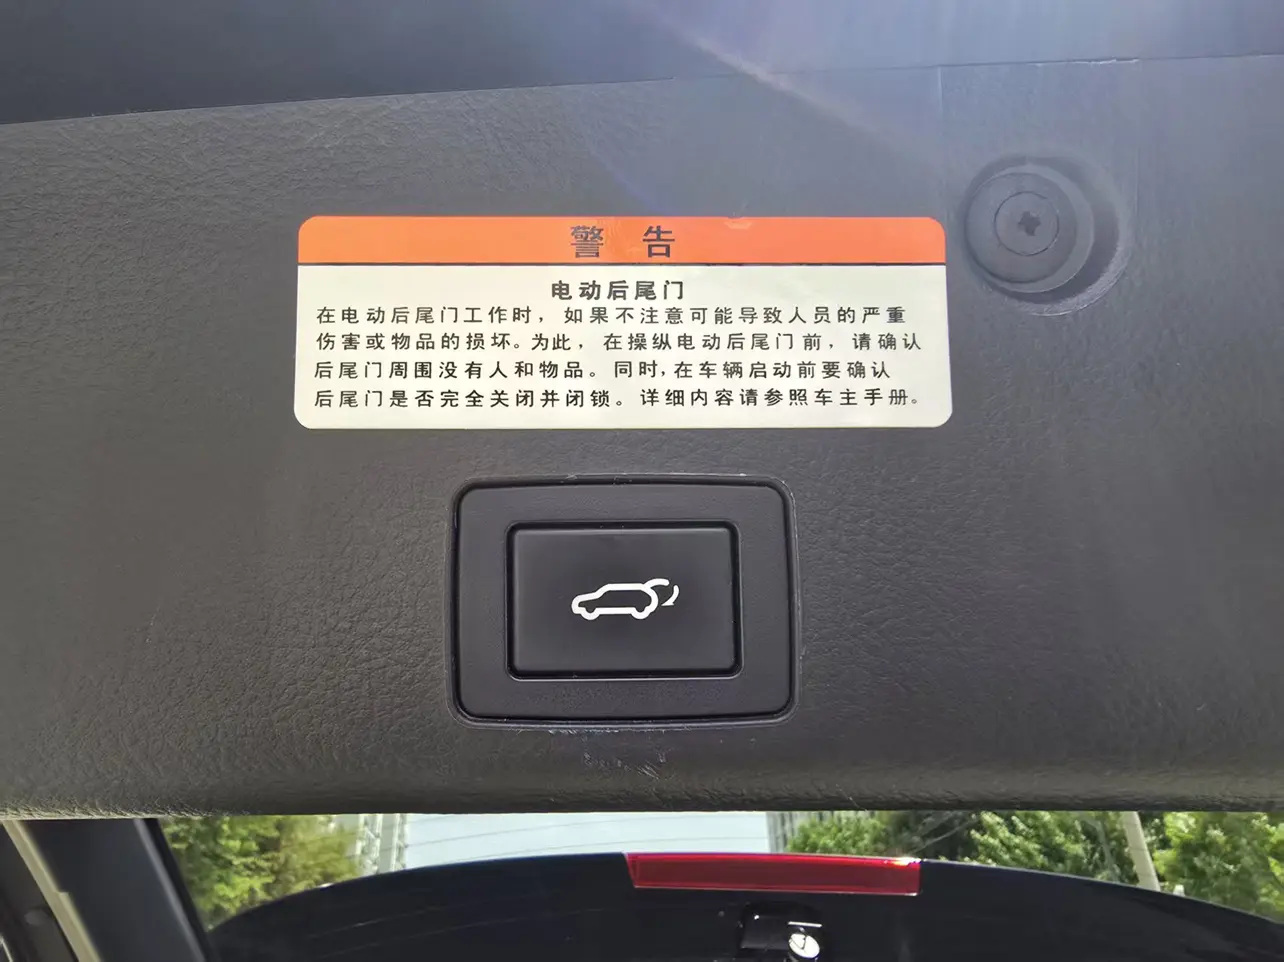 警 告
电动后尾门
在电动后尾门工作时，如果不注意可能导致人员的严重
伤害或物品的损坏。为此，在操纵电动后尾门前，请确认
后尾门周围没有人和物品。同时,在车辆启动前要确认
后尾门是否完全关闭并闭锁。详细内容请参照车主手册。